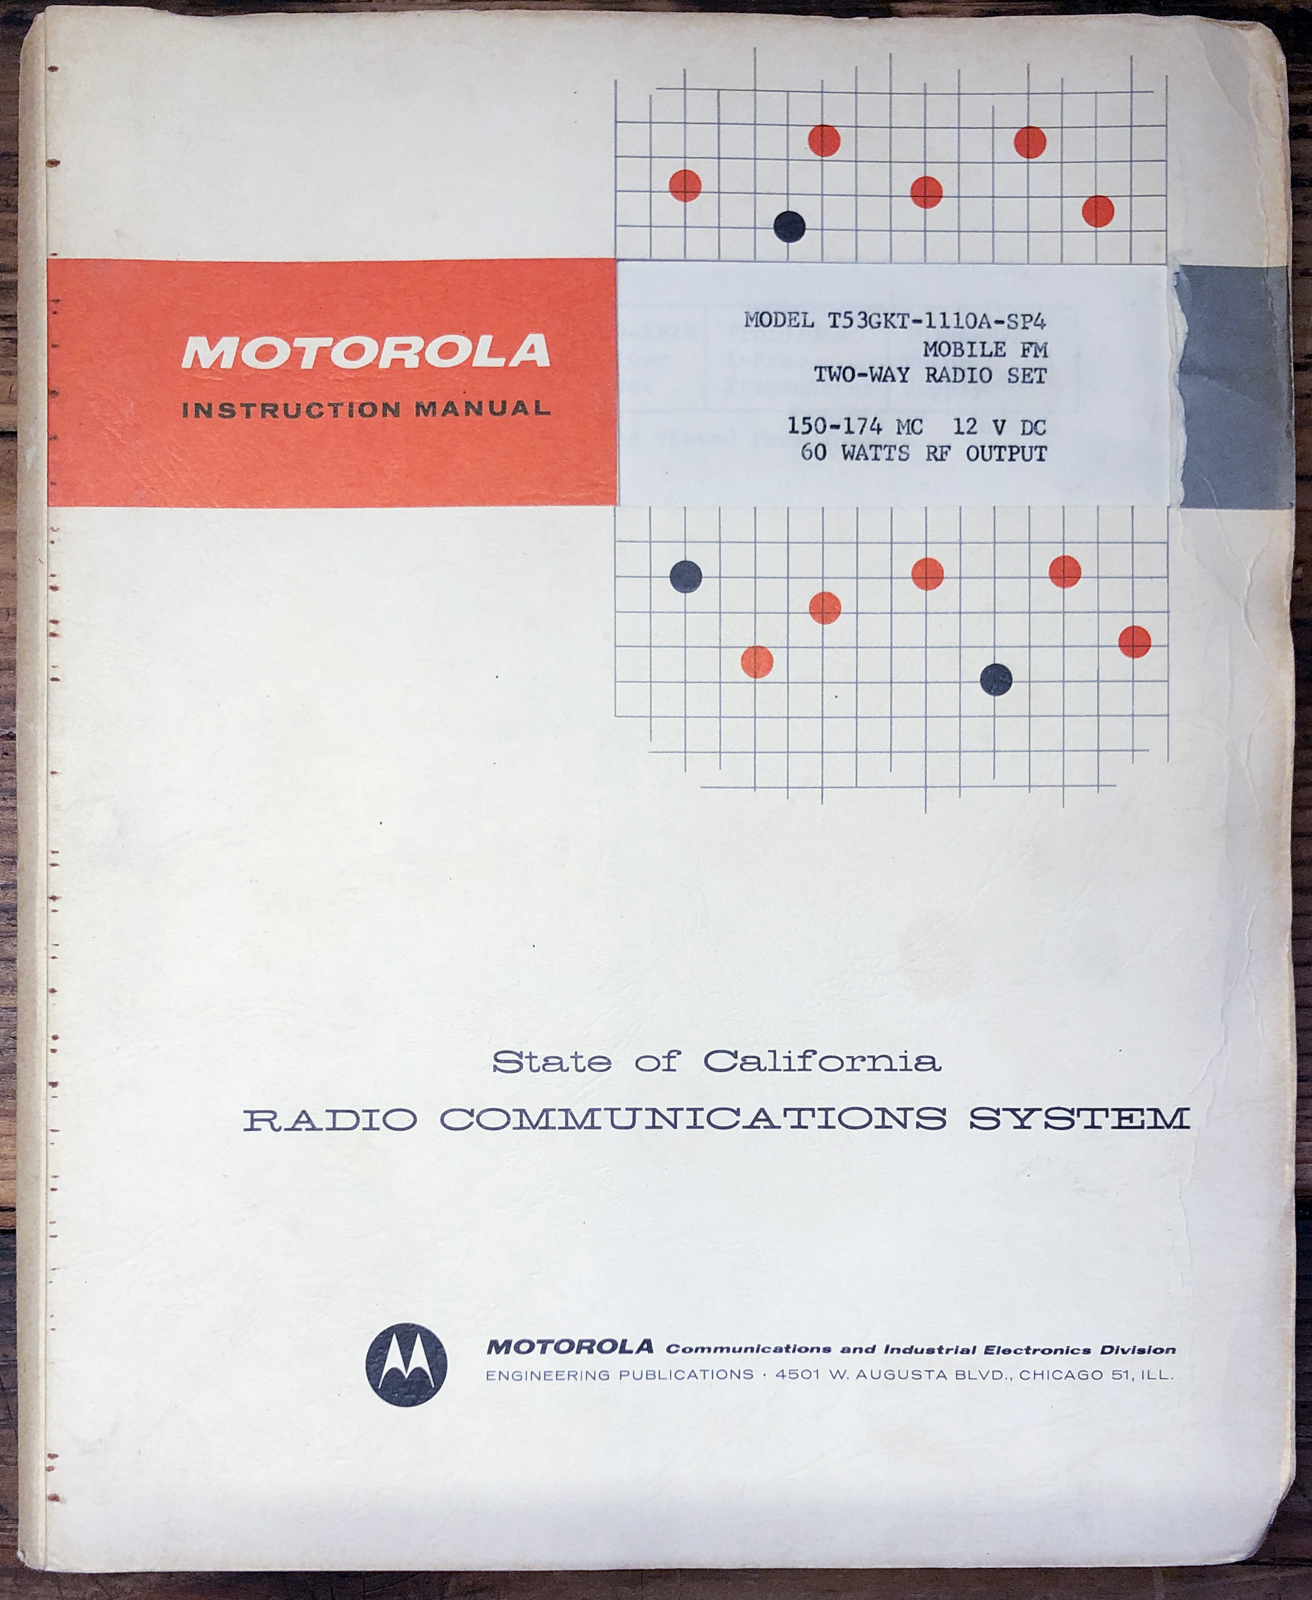 MOTOROLA
INSTRUCTION MANUAL
MODEL T53GKT-1110A-SP4
MOBILE FM
TWO-WAY RADIO SET
150-174 MC 12 V DC
60 WATTS RF OUTPUT
State of California
RADIO COMMUNICATIONS SYSTEM
MOTOROLA Communications and Industrial Electronics Division
ENGINEERING PUBLICATIONS · 4501 W. AUGUSTA BLVD., CHICAGO 51, ILL.